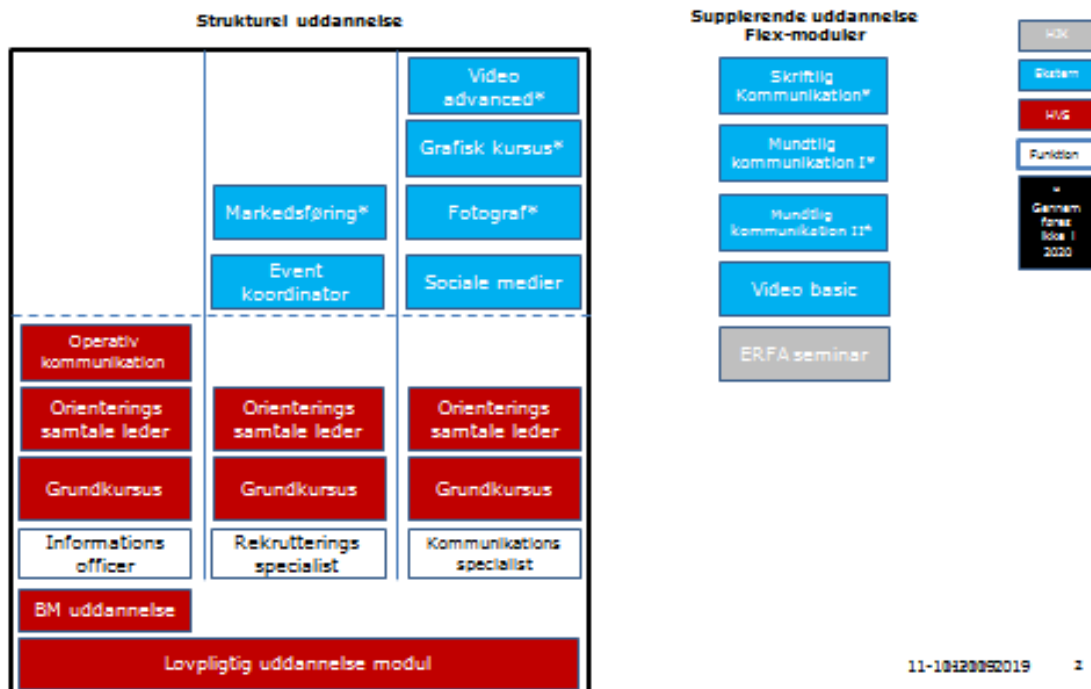 Strukturel uddannelse
Video
advanced*
Grafisk kursus*
Markedsføring*
Fotograf*
Event
koordinator
Sociale medier
Operativ
kommunikation
Orienterings
samtale leder
Orienterings
samtale leder
Orienterings
samtale leder
Grundkursus
Grundkursus
Grundkursus
Informations
officer
Rekrutterings
specialist
Kommunikations
specialist
BM uddannelse
Lovpligtig uddannelse modul
Supplerende uddannelse
Flex-moduler
Skriftlig
Kommunikation*
Mundtlig
kommunikation I*
Mundtlig
kommunikation II*
Video basic
ERFA seminar
Ekstern
HVS
Funktion
*
Gennem
føres
ikke i
2020
2